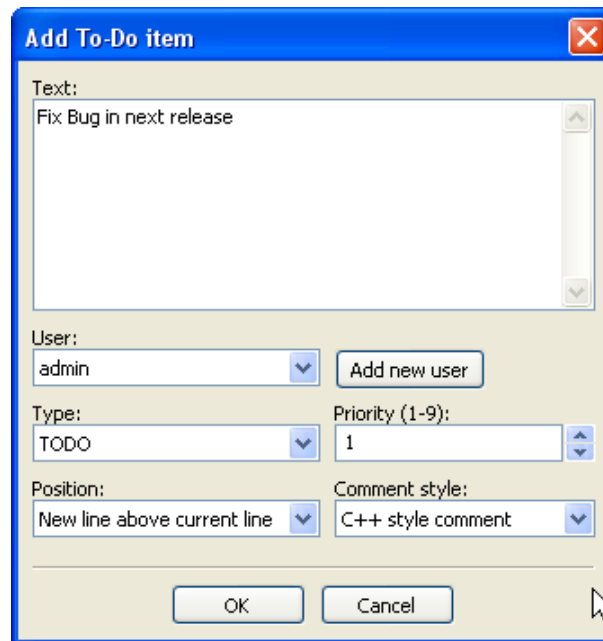 Add To-Do item
Text:
Fix Bug in next release
User:
admin
Add new user
Type:
Priority (1-9):
TODO
1
Position:
Comment style:
New line above current line
C++ style comment
OK
Cancel